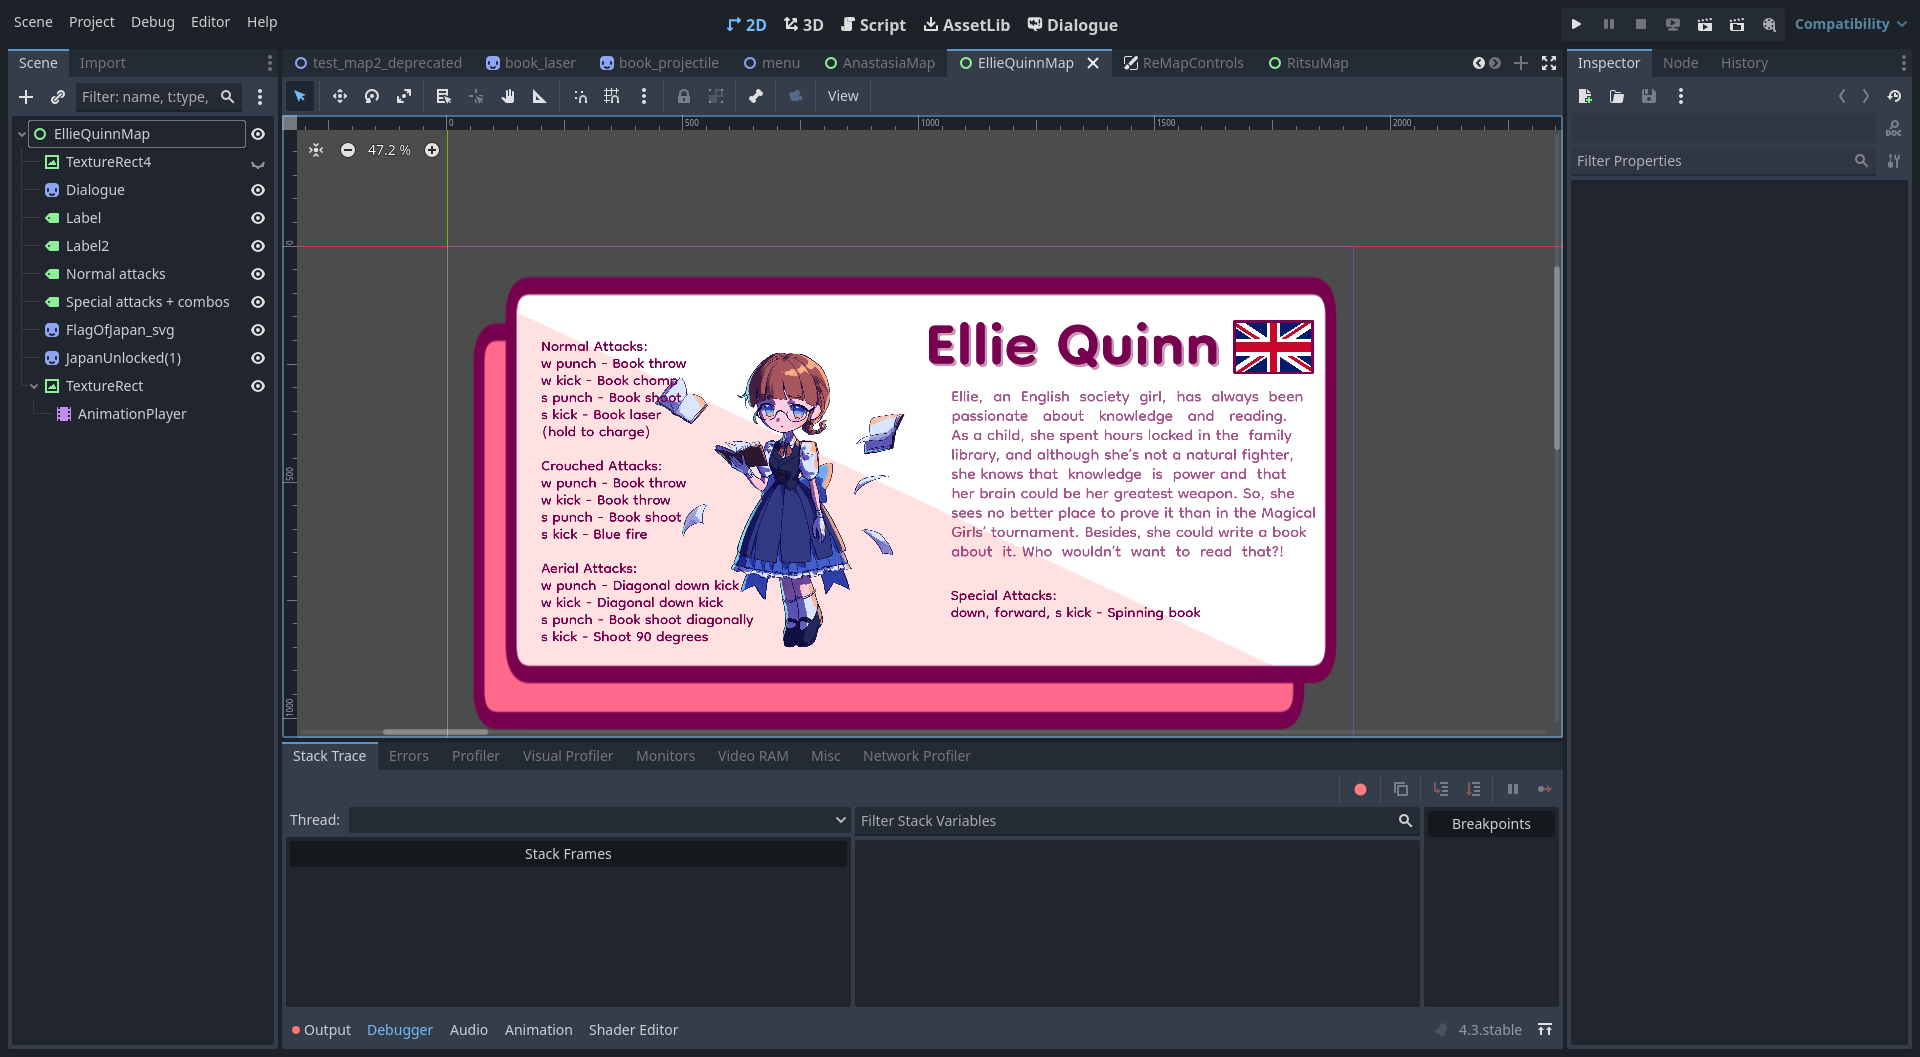 Scene Project Debug Editor Help
2D 3D Script AssetLib Dialogue
Compatibility
Scene Import
Filter: name, t:type,
EllieQuinnMap
TextureRect4
Dialogue
Label
Label2
Normal attacks
Special attacks + combos
FlagOfJapan_svg
JapanUnlocked(1)
TextureRect
AnimationPlayer
test_map2_deprecated book_laser book_projectile menu AnastasiaMap EllieQuinnMap ReMapControls RitsuMap
View
0 500 1000 1500 2000
47.2 %
0
500
1000
Normal Attacks:
w punch - Book throw
w kick - Book chomp
s punch - Book shoot
s kick - Book laser
(hold to charge)
Crouched Attacks:
w punch - Book throw
w kick - Book throw
s punch - Book shoot
s kick - Blue fire
Aerial Attacks:
w punch - Diagonal down kick
w kick - Diagonal down kick
s punch - Book shoot diagonally
s kick - Shoot 90 degrees
Ellie Quinn
Ellie, an English society girl, has always been
passionate about knowledge and reading.
As a child, she spent hours locked in the family
library, and although she's not a natural fighter,
she knows that knowledge is power and that
her brain could be her greatest weapon. So, she
sees no better place to prove it than in the Magical
Girls' tournament. Besides, she could write a book
about it. Who wouldn't want to read that?!
Special Attacks:
down, forward, s kick - Spinning book
Stack Trace Errors Profiler Visual Profiler Monitors Video RAM Misc Network Profiler
Thread:
Filter Stack Variables
Breakpoints
Stack Frames
Output Debugger Audio Animation Shader Editor
4.3.stable
Inspector Node History
DOC
Filter Properties